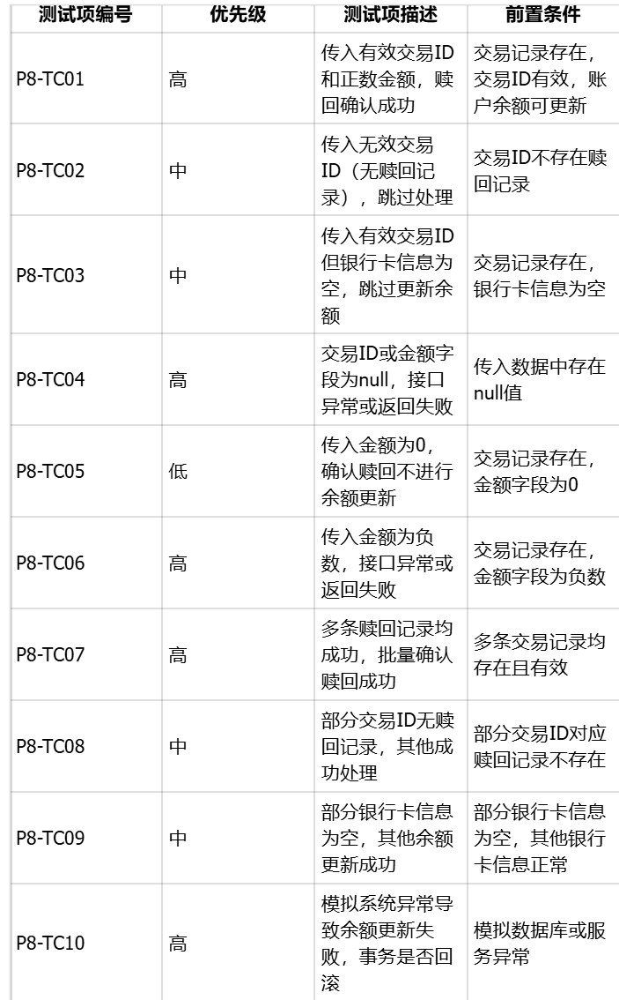 测试项编号 优先级 测试项描述 前置条件
P8-TC01 高 传入有效交易ID和正数金额，赎回确认成功 交易记录存在，交易ID有效，账户余额可更新
P8-TC02 中 传入无效交易ID（无赎回记录），跳过处理 交易ID不存在赎回记录
P8-TC03 中 传入有效交易ID但银行卡信息为空，跳过更新余额 交易记录存在，银行卡信息为空
P8-TC04 高 交易ID或金额字段为null，接口异常或返回失败 传入数据中存在null值
P8-TC05 低 传入金额为0，确认赎回不进行余额更新 交易记录存在，金额字段为0
P8-TC06 高 传入金额为负数，接口异常或返回失败 交易记录存在，金额字段为负数
P8-TC07 高 多条赎回记录均成功，批量确认赎回成功 多条交易记录均存在且有效
P8-TC08 中 部分交易ID无赎回记录，其他成功处理 部分交易ID对应赎回记录不存在
P8-TC09 中 部分银行卡信息为空，其他余额更新成功 部分银行卡信息为空，其他银行卡信息正常
P8-TC10 高 模拟系统异常导致余额更新失败，事务是否回滚 模拟数据库或服务异常